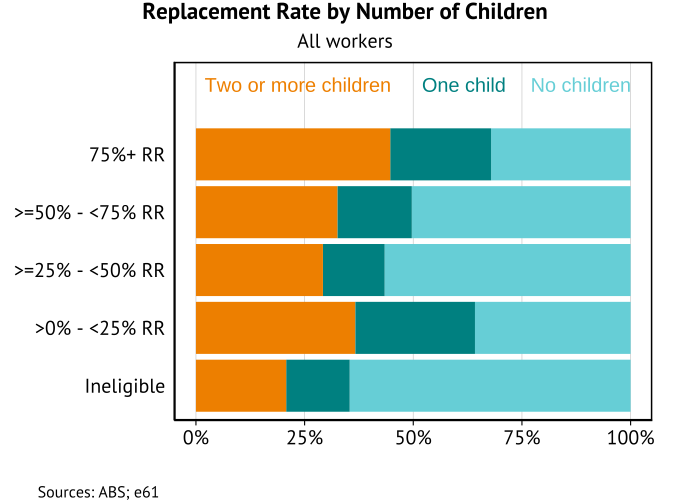 Replacement Rate by Number of Children
All workers
Two or more children One child No children
75%+ RR
>=50% - <75% RR
>=25% - <50% RR
>0% - <25% RR
Ineligible
0% 25% 50% 75% 100%
Sources: ABS; e61